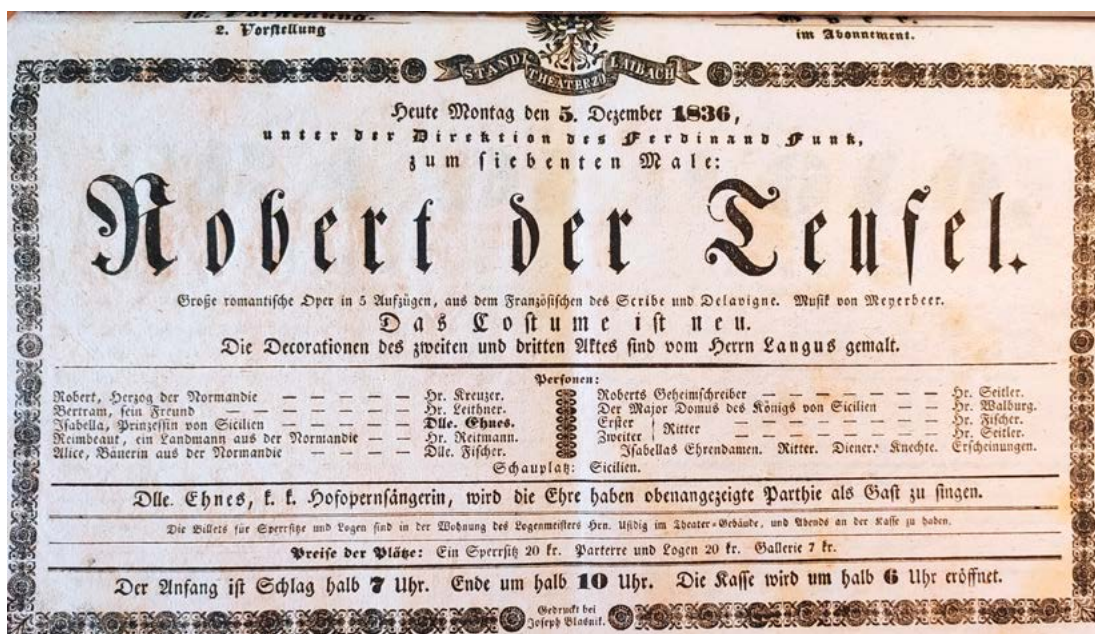 2. Vorstellung
im Abonnement.
STÄND. THEATER ZU LAIBACH
Heute Montag den 5. Dezember 1836,
unter der Direktion des Ferdinand Funk,
zum siebenten Male:
Robert der Teufel.
Große romantische Oper in 5 Aufzügen, aus dem Französischen des Scribe und Delavigne. Musik von Meyerbeer.
Das Costume ist neu.
Die Decorationen des zweiten und dritten Aktes sind vom Herrn Langus gemalt.
Personen:
Robert, Herzog der Normandie — — — — — Hr. Kreuzer.
Bertram, sein Freund — — — — — — Hr. Leithner.
Isabella, Prinzessin von Sicilien — — — — — Dlle. Ehnes.
Reimbeaut, ein Landmann aus der Normandie — — Hr. Reitmann.
Alice, Bäuerin aus der Normandie — — — — Dlle. Fischer.
Roberts Geheimschreiber — — — — — — Hr. Seitler.
Der Major Domus des Königs von Sicilien — — Hr. Walburg.
Erster } Ritter — — — — — — Hr. Fischer.
Zweiter } — — — — — — Hr. Seitler.
Isabellas Ehrendamen. Ritter. Diener. Knechte. Erscheinungen.
Schauplatz: Sicilien.
Dlle. Ehnes, k. k. Hofopernsängerin, wird die Ehre haben obenangezeigte Parthie als Gast zu singen.
Die Billets für Sperrsitze und Logen sind in der Wohnung des Logenmeisters Hrn. Ußidig im Theater-Gebäude, und Abends an der Kasse zu haben.
Preise der Plätze: Ein Sperrsitz 20 kr. Parterre und Logen 20 kr. Gallerie 7 kr.
Der Anfang ist Schlag halb 7 Uhr. Ende um halb 10 Uhr. Die Kasse wird um halb 6 Uhr eröffnet.
Gedruckt bei
Joseph Blasnik.